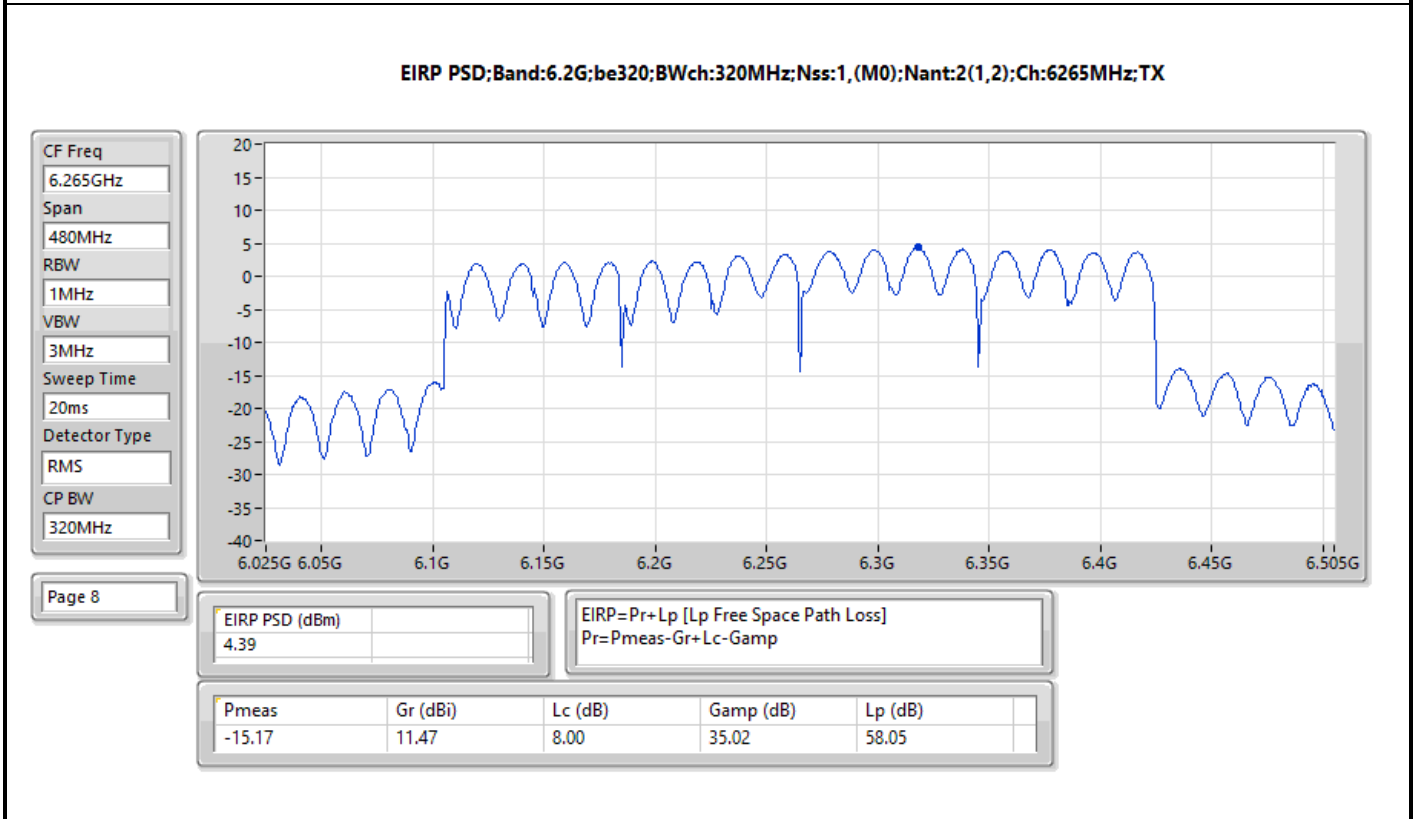 EIRP PSD;Band:6.2G;be320;BWch:320MHz;Nss:1,(M0);Nant:2(1,2);Ch:6265MHz;TX
CF Freq
6.265GHz
Span
480MHz
RBW
1MHz
VBW
3MHz
Sweep Time
20ms
Detector Type
RMS
CP BW
320MHz
Page 8
20
15
10
5
0
-5
-10
-15
-20
-25
-30
-35
-40
6.025G 6.05G 6.1G 6.15G 6.2G 6.25G 6.3G 6.35G 6.4G 6.45G 6.505G
EIRP PSD (dBm)
4.39
EIRP=Pr+Lp [Lp Free Space Path Loss]
Pr=Pmeas-Gr+Lc-Gamp
Pmeas Gr (dBi) Lc (dB) Gamp (dB) Lp (dB)
-15.17 11.47 8.00 35.02 58.05